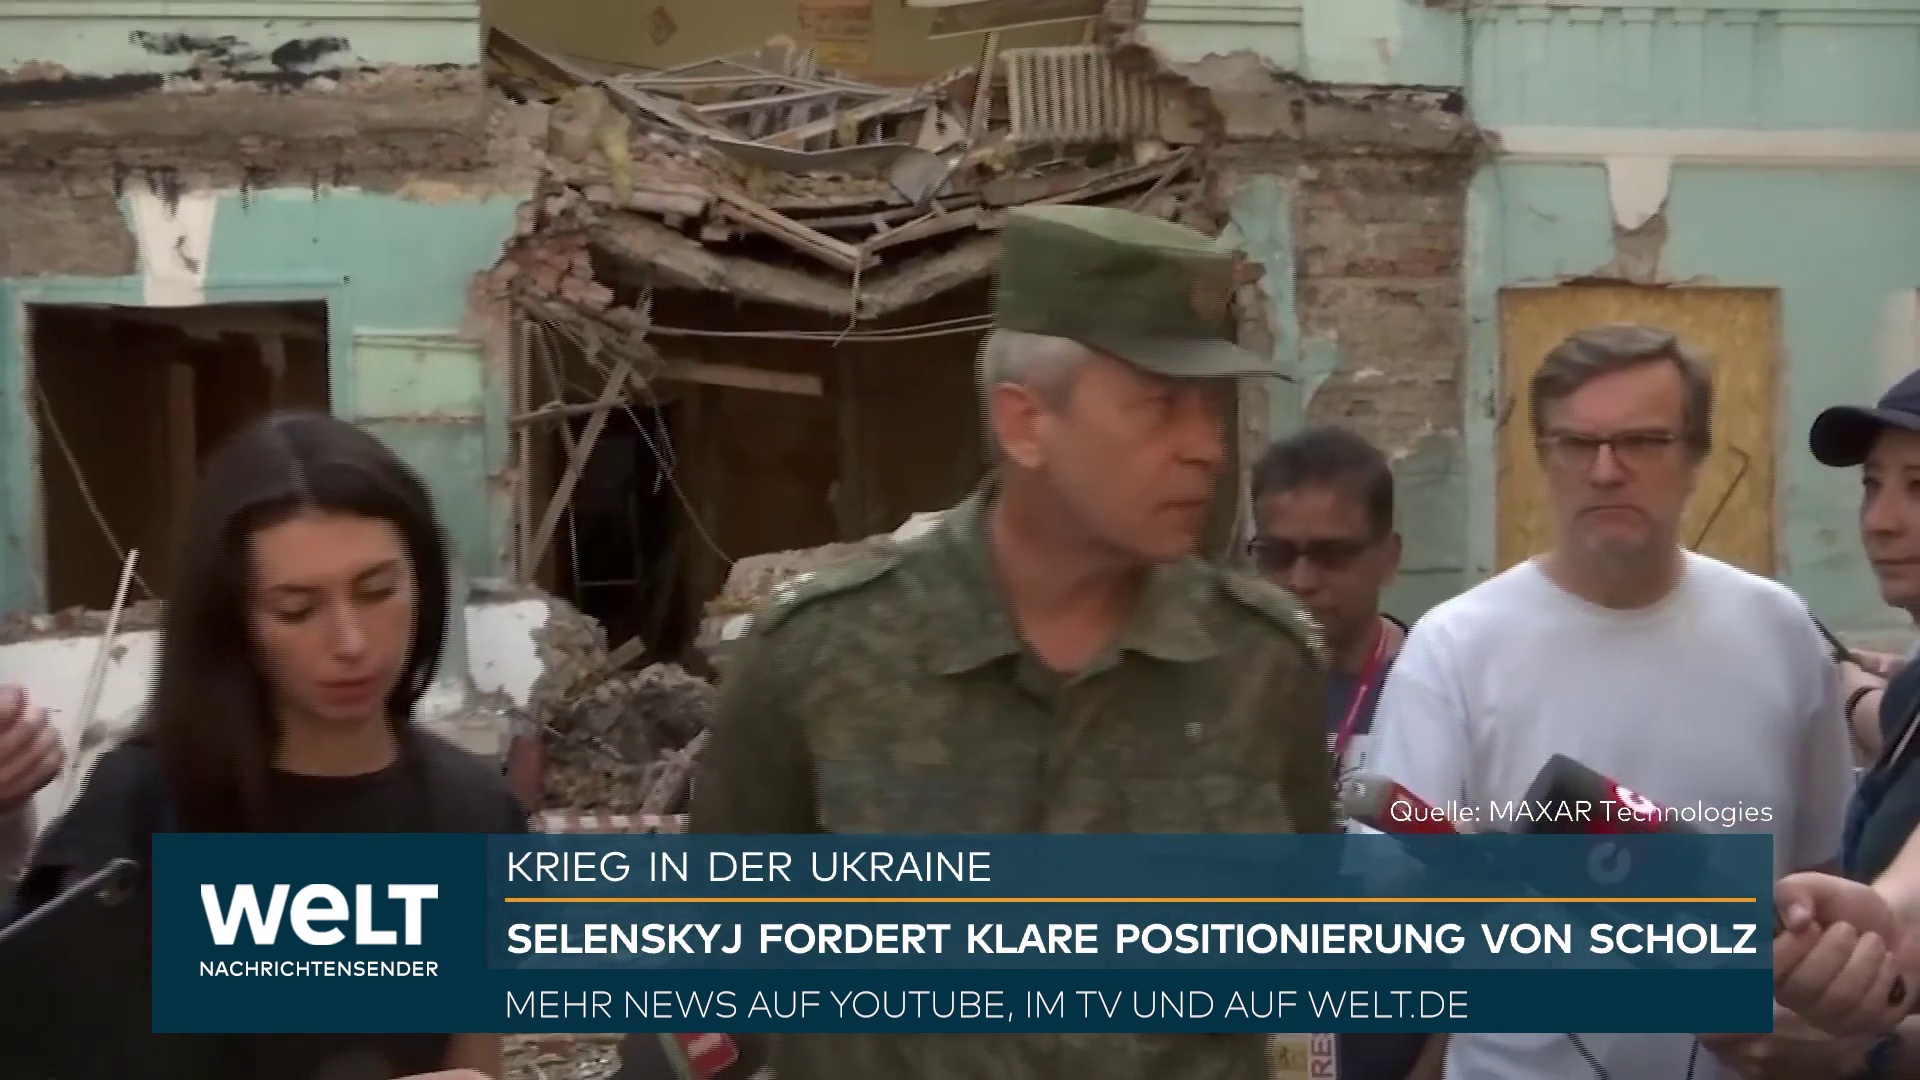 Quelle: MAXAR Technologies
KRIEG IN DER UKRAINE
SELENSKYJ FORDERT KLARE POSITIONIERUNG VON SCHOLZ
MEHR NEWS AUF YOUTUBE, IM TV UND AUF WELT.DE
WELT
NACHRICHTENSENDER